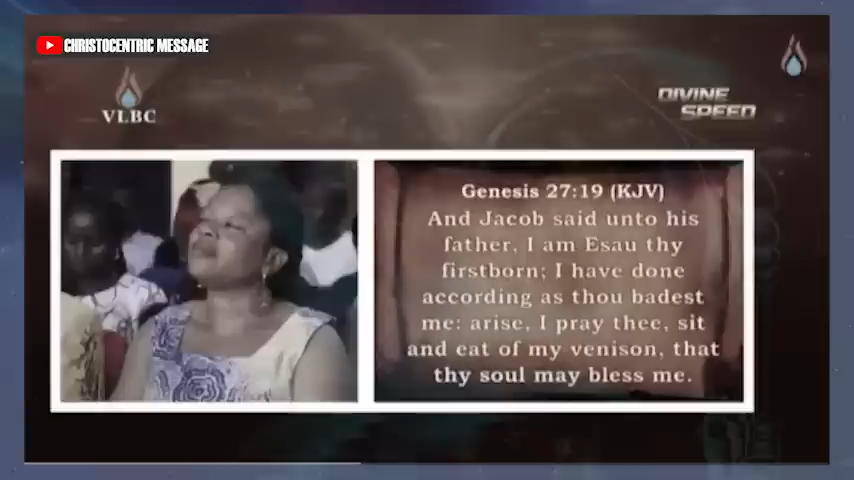 CHRISTOCENTRIC MESSAGE
VLBC
DIVINE
SPEED
Genesis 27:19 (KJV)
And Jacob said unto his
father, I am Esau thy
firstborn; I have done
according as thou badest
me: arise, I pray thee, sit
and eat of my venison, that
thy soul may bless me.